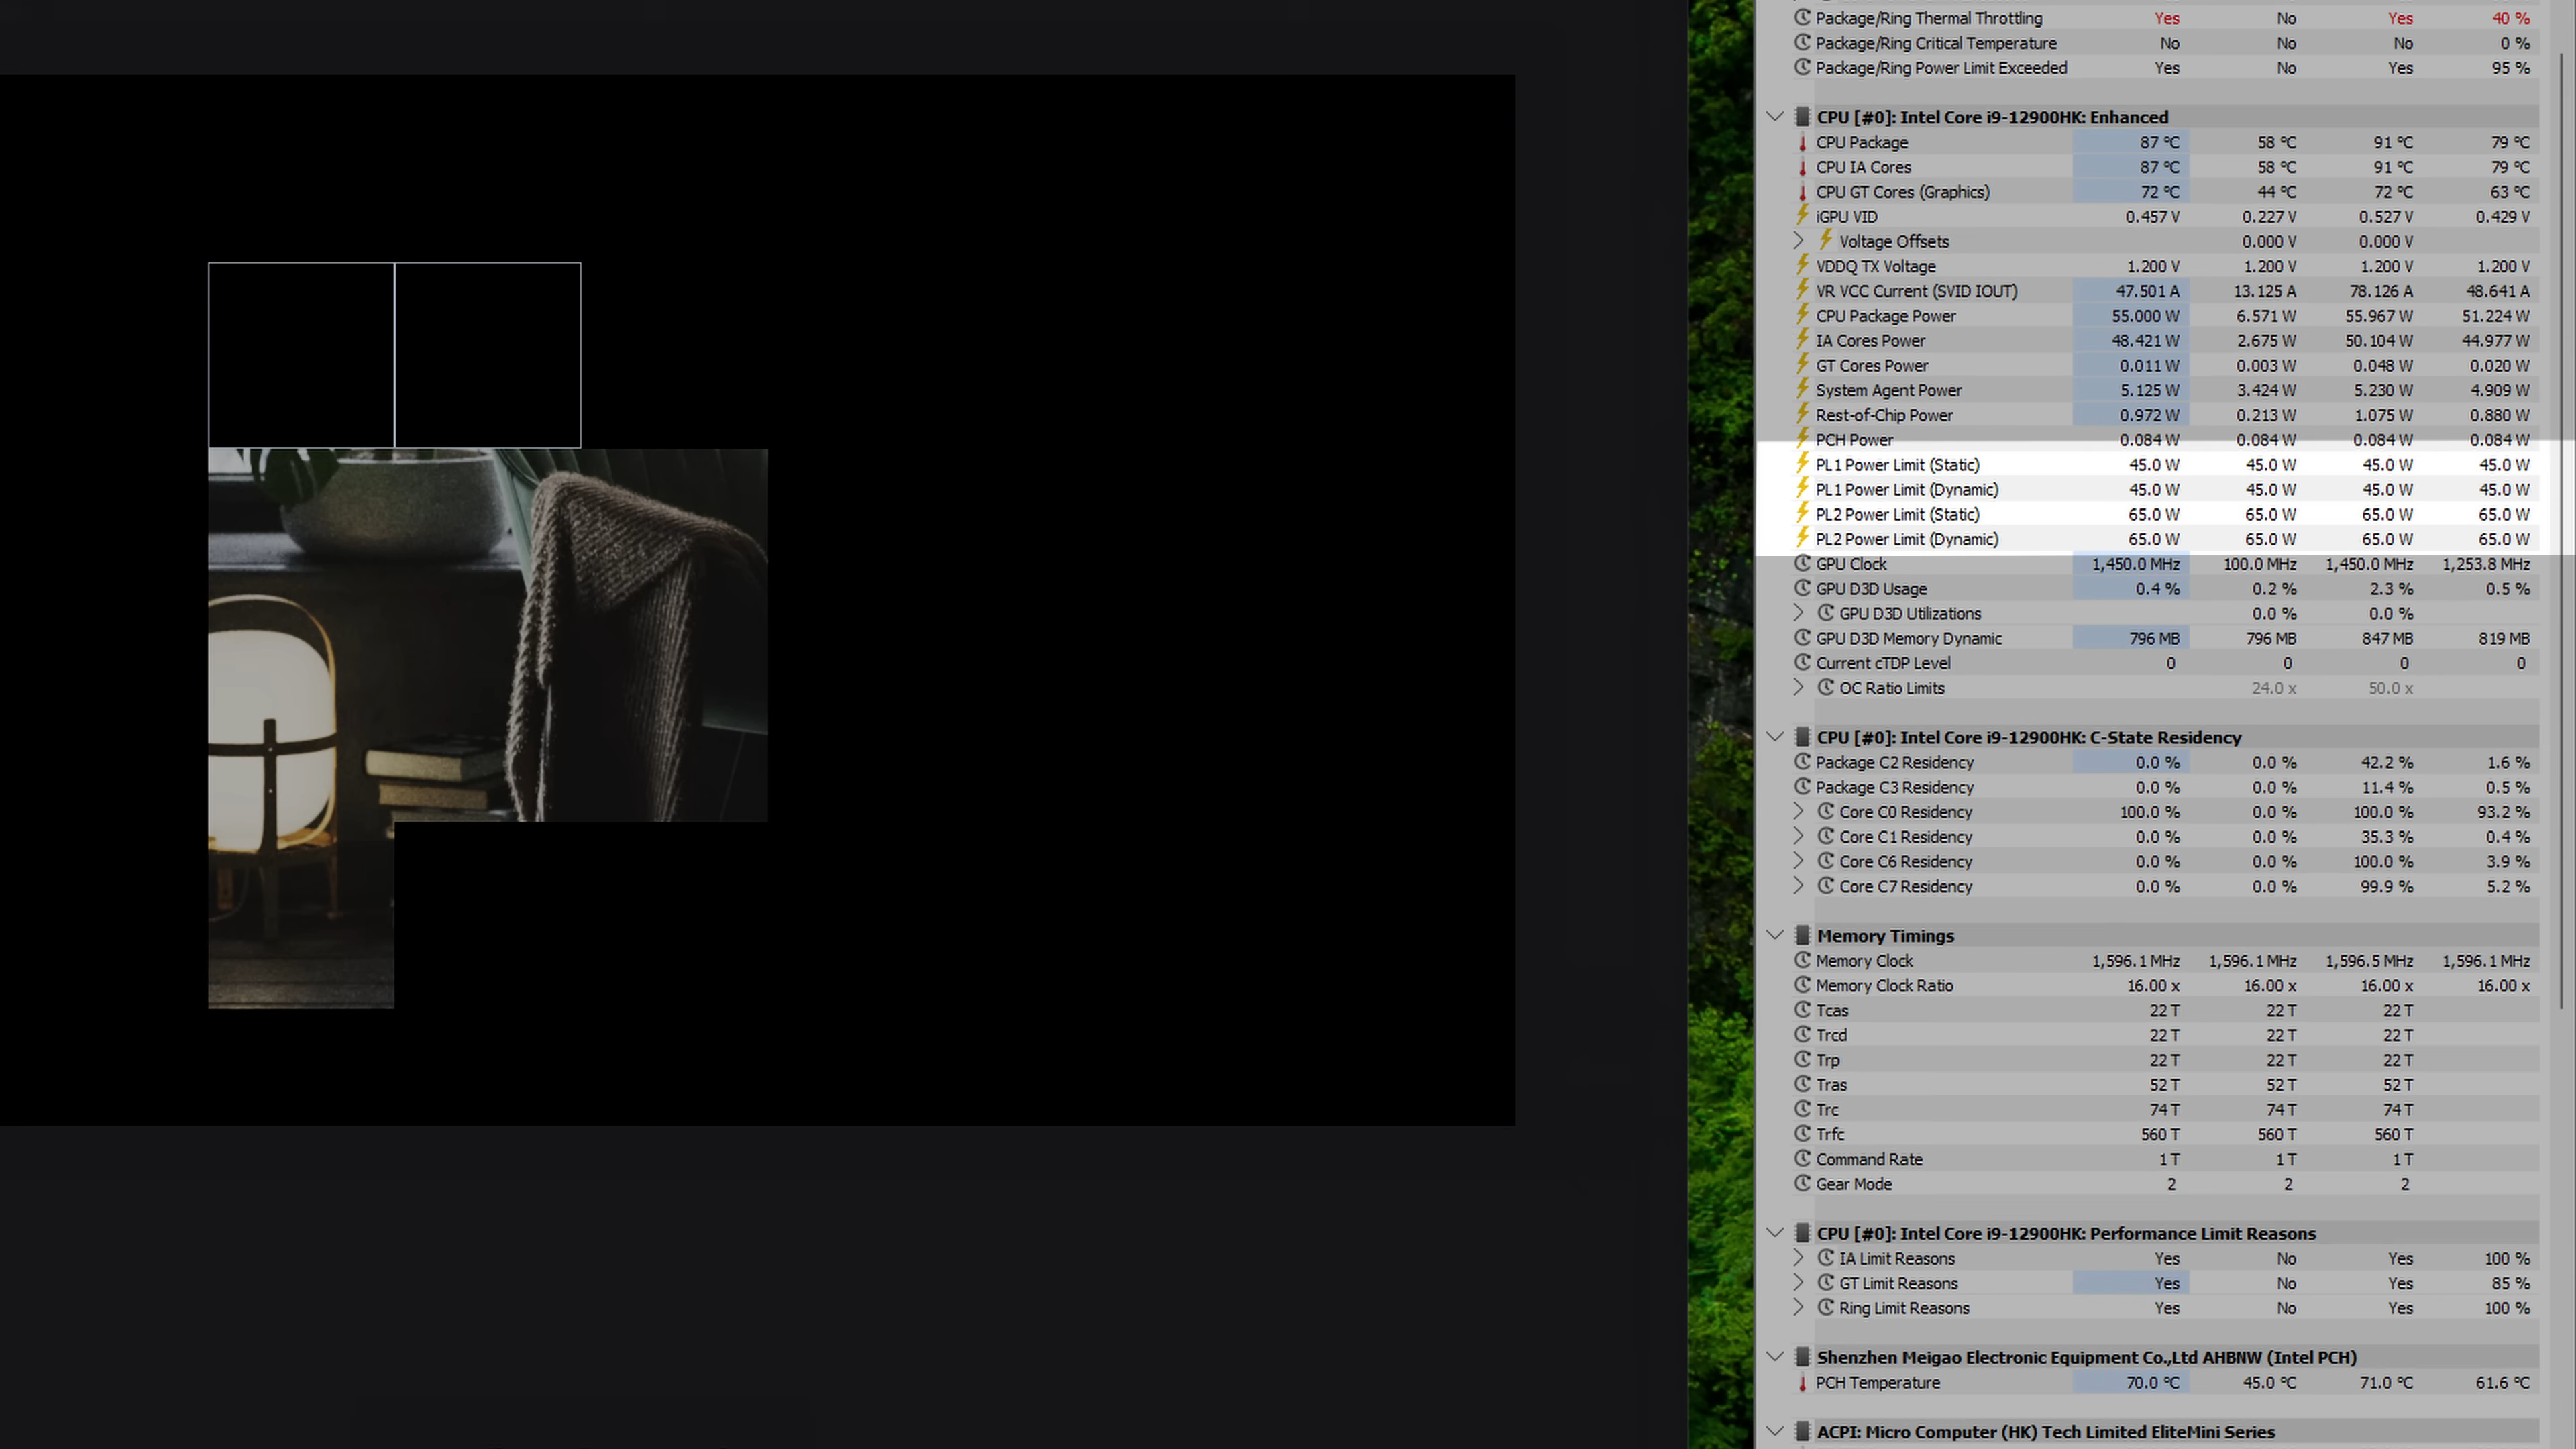 Package/Ring Thermal Throttling Yes No Yes 40 %
Package/Ring Critical Temperature No No No 0 %
Package/Ring Power Limit Exceeded Yes No Yes 95 %
CPU [#0]: Intel Core i9-12900HK: Enhanced
CPU Package 87 °C 58 °C 91 °C 79 °C
CPU IA Cores 87 °C 58 °C 91 °C 79 °C
CPU GT Cores (Graphics) 72 °C 44 °C 72 °C 63 °C
iGPU VID 0.457 V 0.227 V 0.527 V 0.429 V
Voltage Offsets 0.000 V 0.000 V
VDDQ TX Voltage 1.200 V 1.200 V 1.200 V 1.200 V
VR VCC Current (SVID IOUT) 47.501 A 13.125 A 78.126 A 48.641 A
CPU Package Power 55.000 W 6.571 W 55.967 W 51.224 W
IA Cores Power 48.421 W 2.675 W 50.104 W 44.977 W
GT Cores Power 0.011 W 0.003 W 0.048 W 0.020 W
System Agent Power 5.125 W 3.424 W 5.230 W 4.909 W
Rest-of-Chip Power 0.972 W 0.213 W 1.075 W 0.880 W
PCH Power 0.084 W 0.084 W 0.084 W 0.084 W
PL1 Power Limit (Static) 45.0 W 45.0 W 45.0 W 45.0 W
PL1 Power Limit (Dynamic) 45.0 W 45.0 W 45.0 W 45.0 W
PL2 Power Limit (Static) 65.0 W 65.0 W 65.0 W 65.0 W
PL2 Power Limit (Dynamic) 65.0 W 65.0 W 65.0 W 65.0 W
GPU Clock 1,450.0 MHz 100.0 MHz 1,450.0 MHz 1,253.8 MHz
GPU D3D Usage 0.4 % 0.2 % 2.3 % 0.5 %
GPU D3D Utilizations 0.0 % 0.0 %
GPU D3D Memory Dynamic 796 MB 796 MB 847 MB 819 MB
Current cTDP Level 0 0 0 0
OC Ratio Limits 24.0 x 50.0 x
CPU [#0]: Intel Core i9-12900HK: C-State Residency
Package C2 Residency 0.0 % 0.0 % 42.2 % 1.6 %
Package C3 Residency 0.0 % 0.0 % 11.4 % 0.5 %
Core C0 Residency 100.0 % 0.0 % 100.0 % 93.2 %
Core C1 Residency 0.0 % 0.0 % 35.3 % 0.4 %
Core C6 Residency 0.0 % 0.0 % 100.0 % 3.9 %
Core C7 Residency 0.0 % 0.0 % 99.9 % 5.2 %
Memory Timings
Memory Clock 1,596.1 MHz 1,596.1 MHz 1,596.5 MHz 1,596.1 MHz
Memory Clock Ratio 16.00 x 16.00 x 16.00 x 16.00 x
Tcas 22 T 22 T 22 T
Trcd 22 T 22 T 22 T
Trp 22 T 22 T 22 T
Tras 52 T 52 T 52 T
Trc 74 T 74 T 74 T
Trfc 560 T 560 T 560 T
Command Rate 1 T 1 T 1 T
Gear Mode 2 2 2
CPU [#0]: Intel Core i9-12900HK: Performance Limit Reasons
IA Limit Reasons Yes No Yes 100 %
GT Limit Reasons Yes No Yes 85 %
Ring Limit Reasons Yes No Yes 100 %
Shenzhen Meigao Electronic Equipment Co.,Ltd AHBNW (Intel PCH)
PCH Temperature 70.0 °C 45.0 °C 71.0 °C 61.6 °C
ACPI: Micro Computer (HK) Tech Limited EliteMini Series